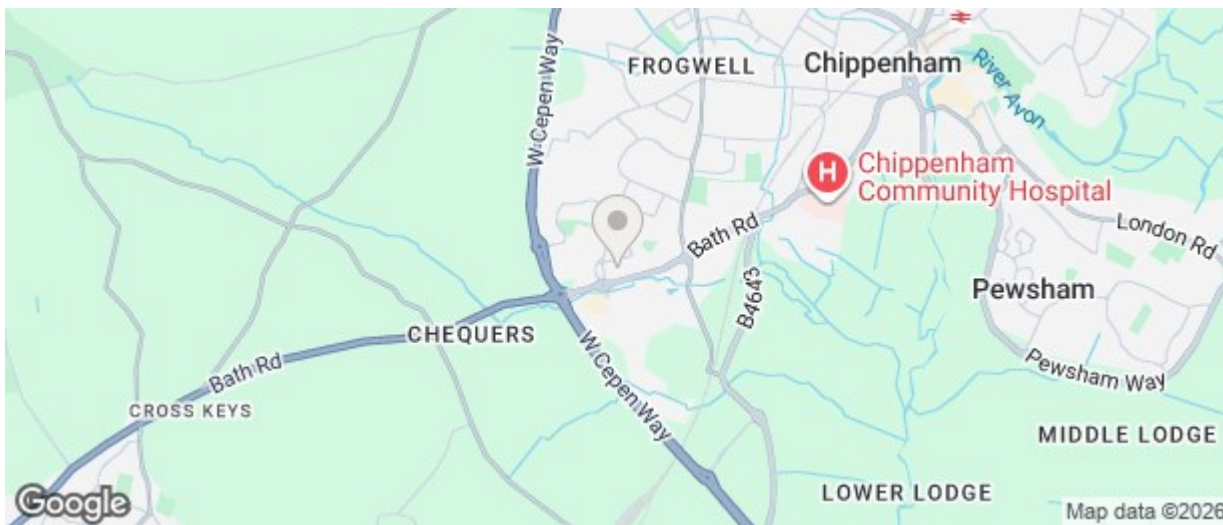 FROGWELL
Chippenham
River Avon
W Cepen Way
H
Chippenham
Community Hospital
Bath Rd
London Rd
B4643
Pewsham
CHEQUERS
W Cepen Way
Pewsham Way
Bath Rd
CROSS KEYS
MIDDLE LODGE
LOWER LODGE
Google
Map data ©2026